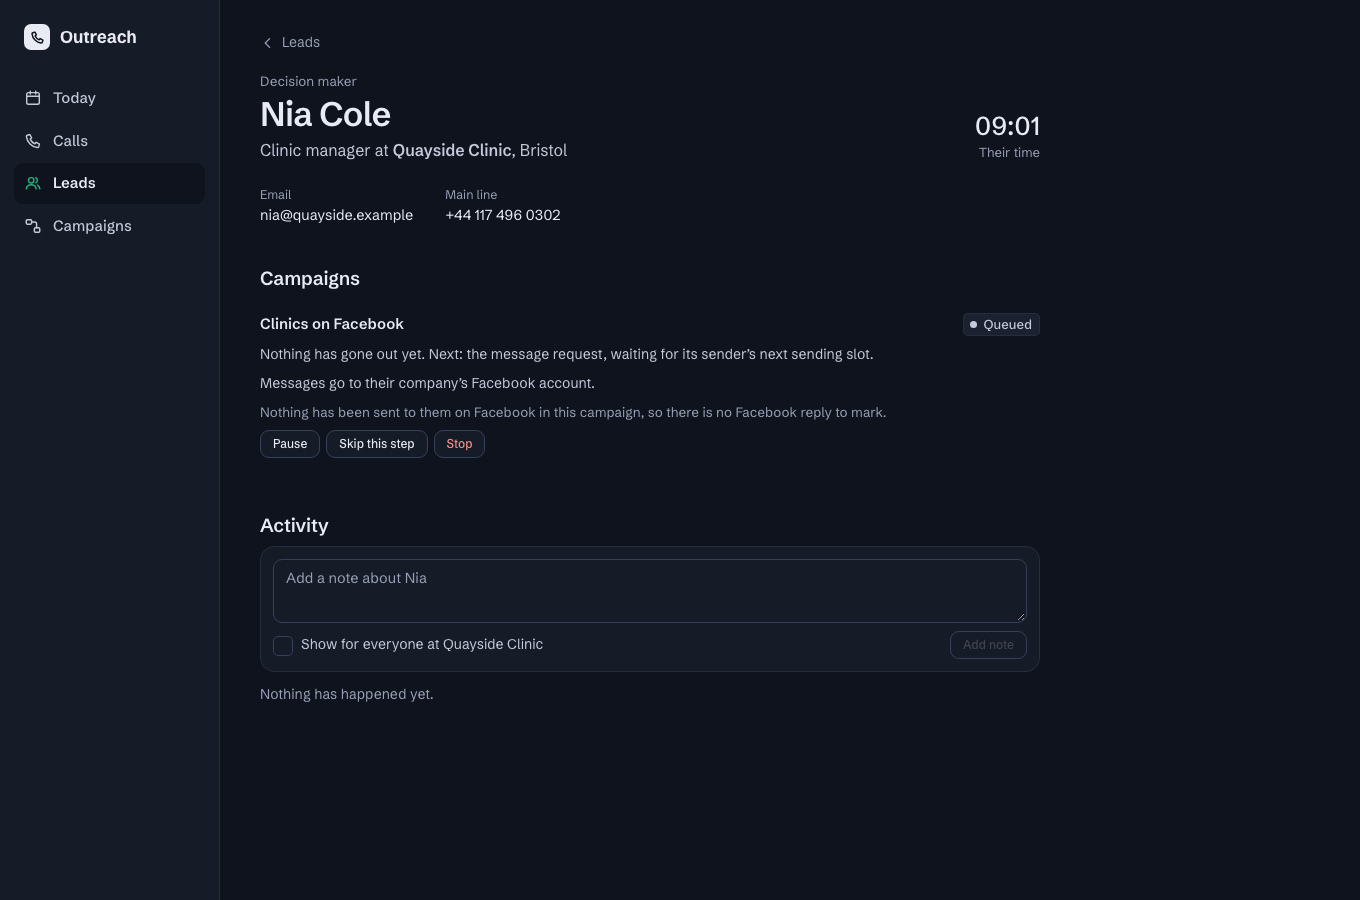 Outreach
Today
Calls
Leads
Campaigns
Leads
Decision maker
Nia Cole
Clinic manager at Quayside Clinic, Bristol
09:01
Their time
Email
nia@quayside.example
Main line
+44 117 496 0302
Campaigns
Clinics on Facebook
Queued
Nothing has gone out yet. Next: the message request, waiting for its sender’s next sending slot.
Messages go to their company’s Facebook account.
Nothing has been sent to them on Facebook in this campaign, so there is no Facebook reply to mark.
Pause
Skip this step
Stop
Activity
Add a note about Nia
Show for everyone at Quayside Clinic
Add note
Nothing has happened yet.